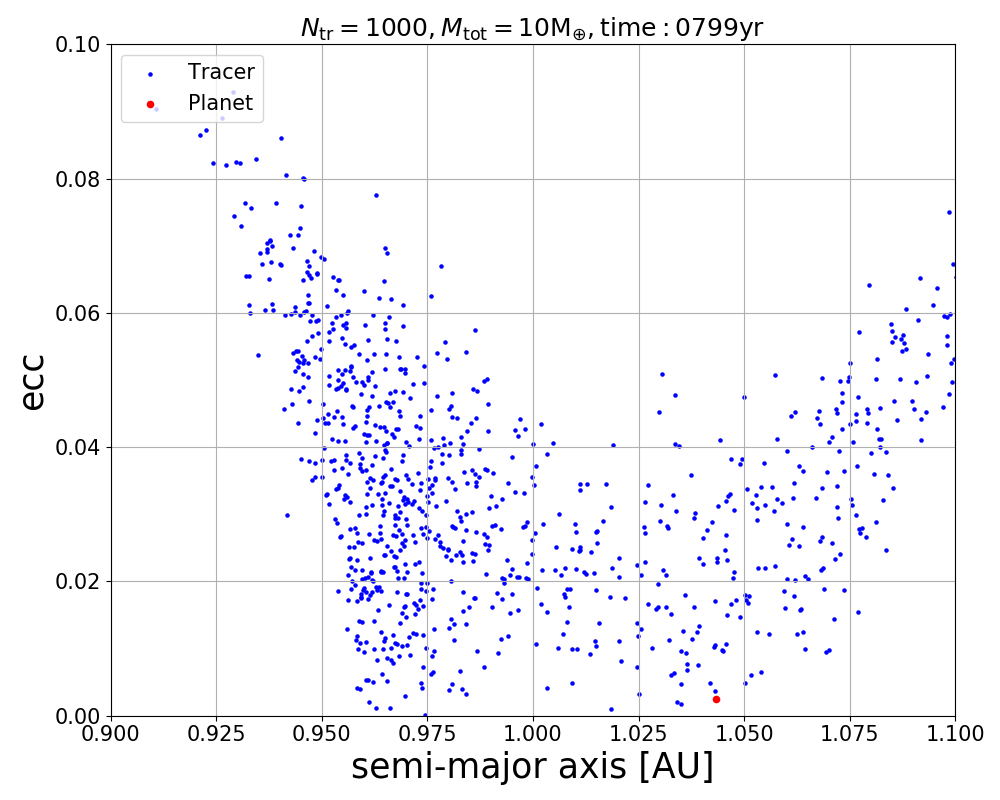 N_tr = 1000, M_tot = 10M_⊕, time : 0799yr
0.10
Tracer
Planet
0.08
0.06
0.04
0.02
0.00
ecc
0.900 0.925 0.950 0.975 1.000 1.025 1.050 1.075 1.100
semi-major axis [AU]